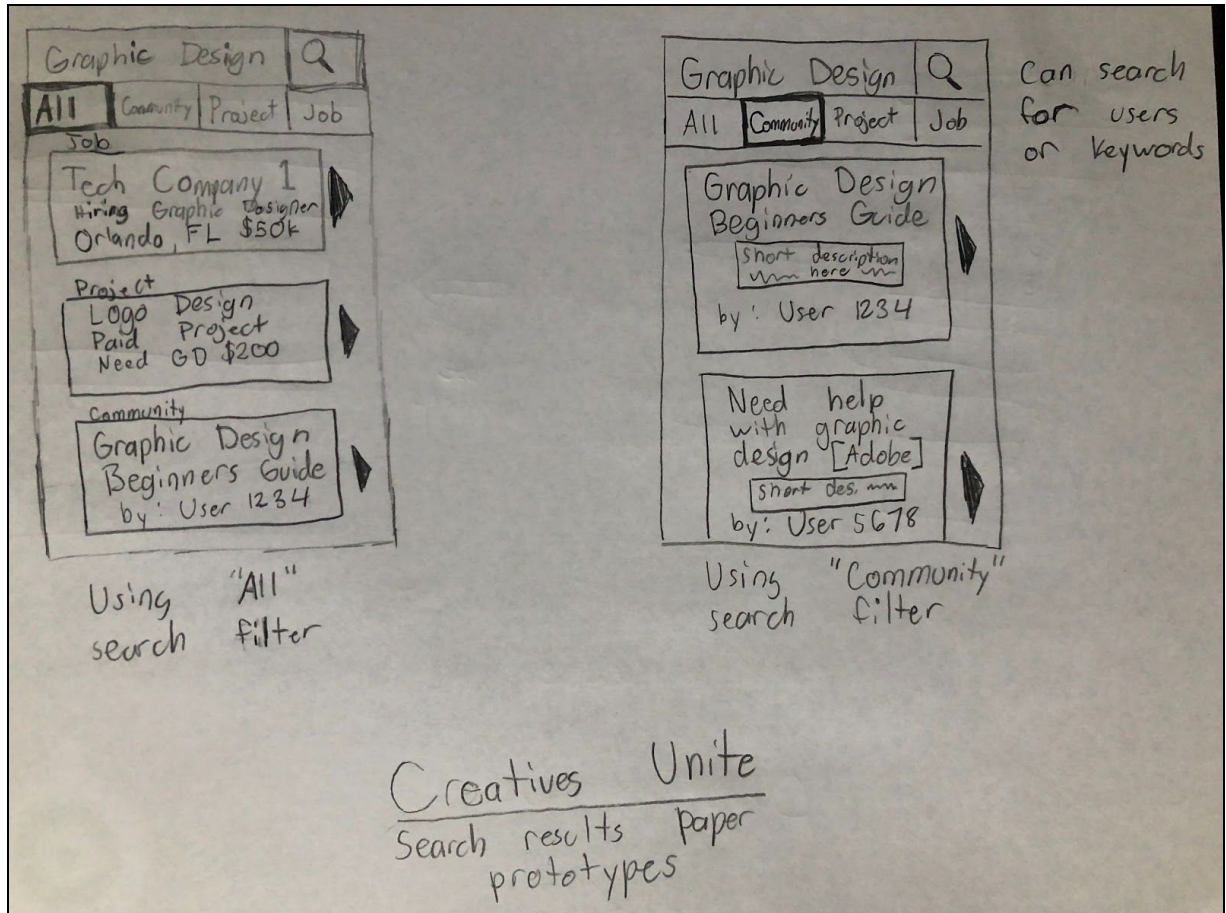 Graphic Design
All Community Project Job
Job
Tech Company 1
Hiring Graphic Designer
Orlando, FL $50k
Project
Logo Design
Paid Project
Need GD $200
Community
Graphic Design
Beginners Guide
by: User 1234
Using "All"
search filter
Graphic Design
All Community Project Job
Graphic Design
Beginners Guide
short description
here
by: User 1234
Need help
with graphic
design [Adobe]
short des.
by: User 5678
Using "Community"
search filter
Can search
for users
or keywords
Creatives Unite
Search results paper
prototypes